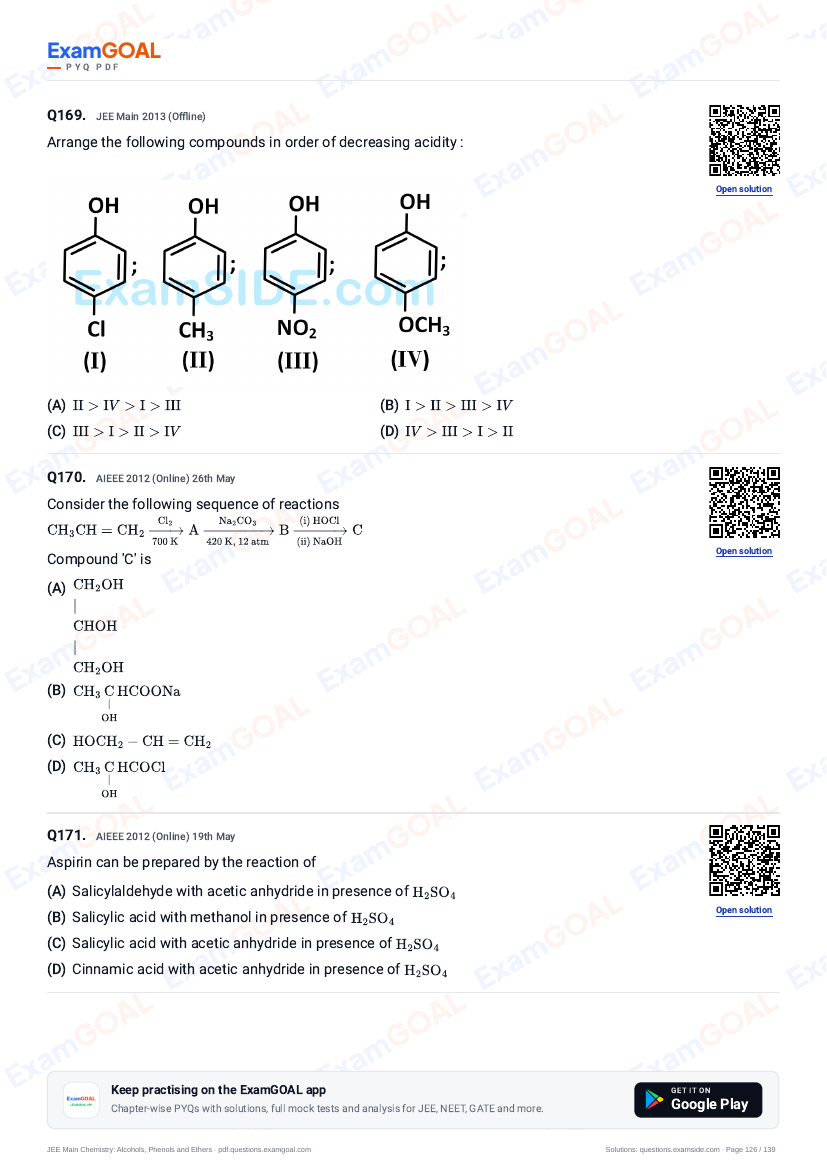 ExamGOAL
PYQ PDF
Q169. JEE Main 2013 (Offline)
Arrange the following compounds in order of decreasing acidity :
Open solution
OH OH OH OH
; ; ; ;
ExamSIDE.com
Cl CH₃ NO₂ OCH₃
(I) (II) (III) (IV)
(A) II > IV > I > III (B) I > II > III > IV
(C) III > I > II > IV (D) IV > III > I > II
Q170. AIEEE 2012 (Online) 26th May
Consider the following sequence of reactions
Cl₂ Na₂CO₃ (i) HOCl
CH₃CH = CH₂ → A → B → C
700 K 420 K, 12 atm (ii) NaOH
Open solution
Compound 'C' is
(A) CH₂OH
|
CHOH
|
CH₂OH
(B) CH₃ C HCOONa
|
OH
(C) HOCH₂ − CH = CH₂
(D) CH₃ C HCOCl
|
OH
Q171. AIEEE 2012 (Online) 19th May
Aspirin can be prepared by the reaction of
(A) Salicylaldehyde with acetic anhydride in presence of H₂SO₄
Open solution
(B) Salicylic acid with methanol in presence of H₂SO₄
(C) Salicylic acid with acetic anhydride in presence of H₂SO₄
(D) Cinnamic acid with acetic anhydride in presence of H₂SO₄
ExamGOAL
Keep practising on the ExamGOAL app
Chapter-wise PYQs with solutions, full mock tests and analysis for JEE, NEET, GATE and more.
GET IT ON
Google Play
JEE Main Chemistry: Alcohols, Phenols and Ethers · pdf.questions.examgoal.com Solutions: questions.examside.com · Page 126 / 139